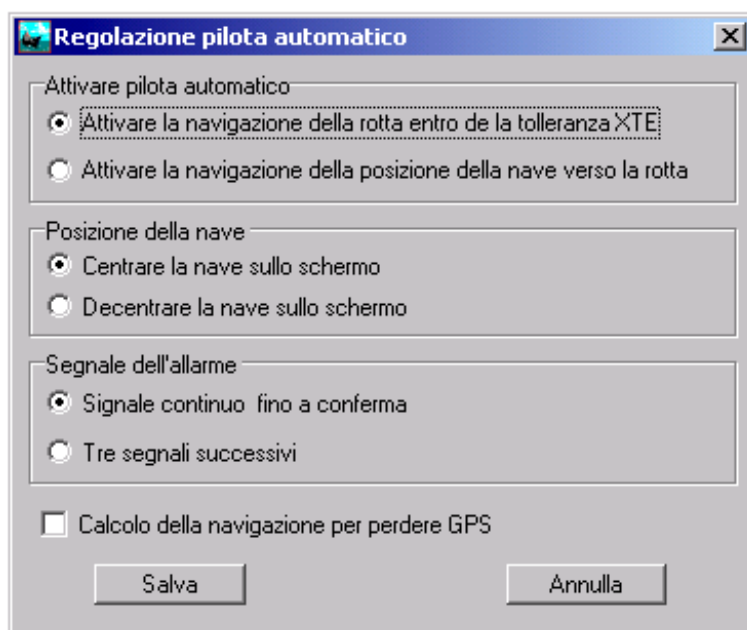 Regolazione pilota automatico
Attivare pilota automatico
Attivare la navigazione della rotta entro de la tolleranza XTE
Attivare la navigazione della posizione della nave verso la rotta
Posizione della nave
Centrare la nave sullo schermo
Decentrare la nave sullo schermo
Segnale dell'allarme
Signale continuo fino a conferma
Tre segnali successivi
Calcolo della navigazione per perdere GPS
Salva
Annulla